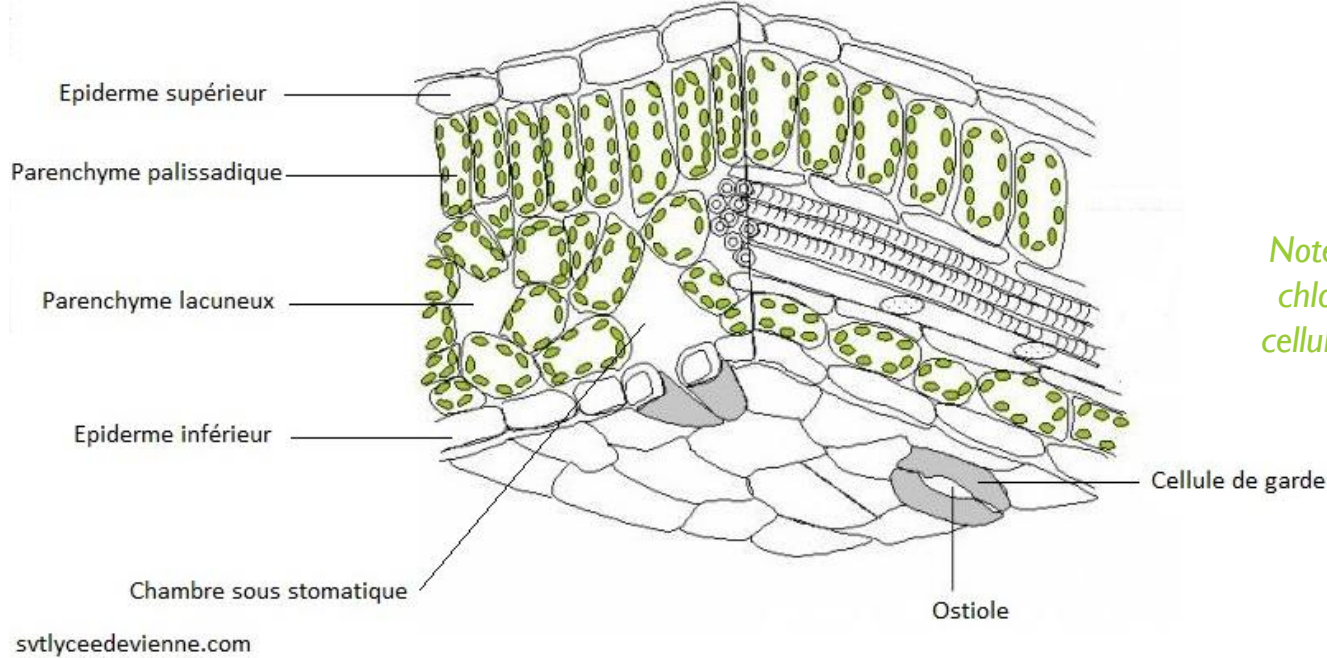 Epiderme supérieur
Parenchyme palissadique
Parenchyme lacuneux
Epiderme inférieur
Chambre sous stomatique
svtlyceedevienne.com
Cellule de garde
Ostiole